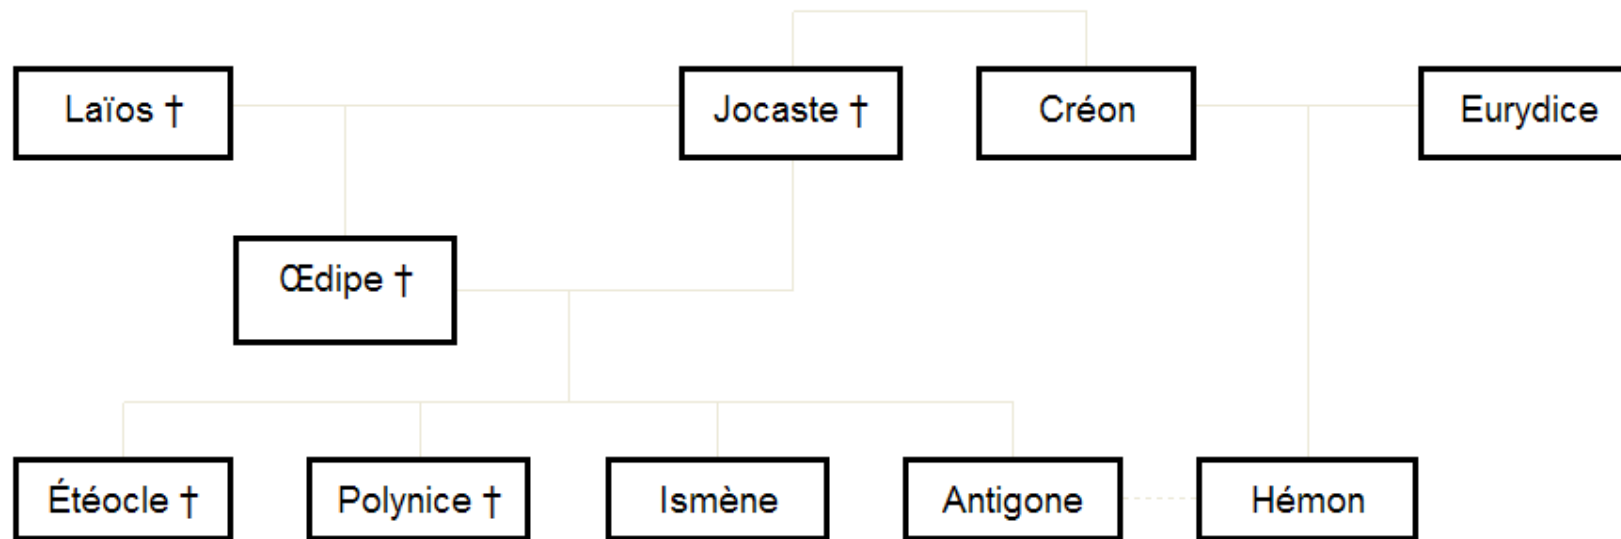 Laïos †
Jocaste †
Créon
Eurydice
Œdipe †
Étéocle †
Polynice †
Ismène
Antigone
Hémon